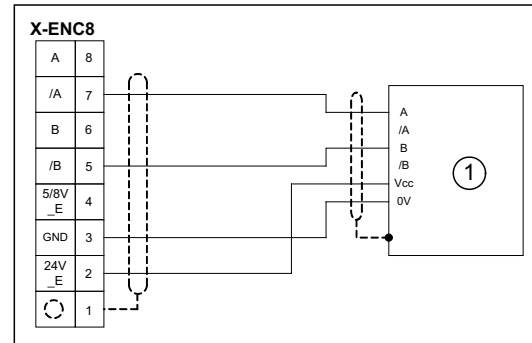 X-ENC8
A 8
/A 7
B 6
/B 5
5/8V
_E 4
GND 3
24V
_E 2
1
A
/A
B
/B
Vcc
0V
1